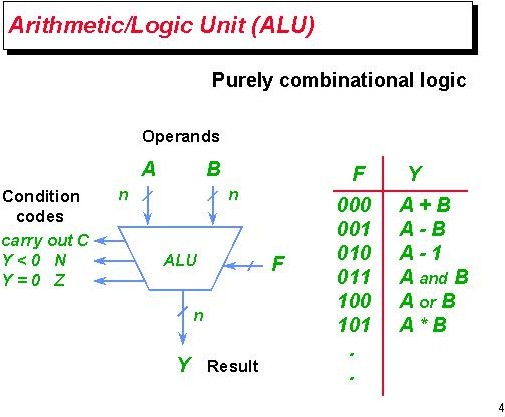 Arithmetic/Logic Unit (ALU)
Purely combinational logic
Operands
A B
n n
Condition
codes
carry out C
Y < 0 N
Y = 0 Z
ALU
F
n
Y Result
F Y
000 A + B
001 A - B
010 A - 1
011 A and B
100 A or B
101 A * B
-
-
4